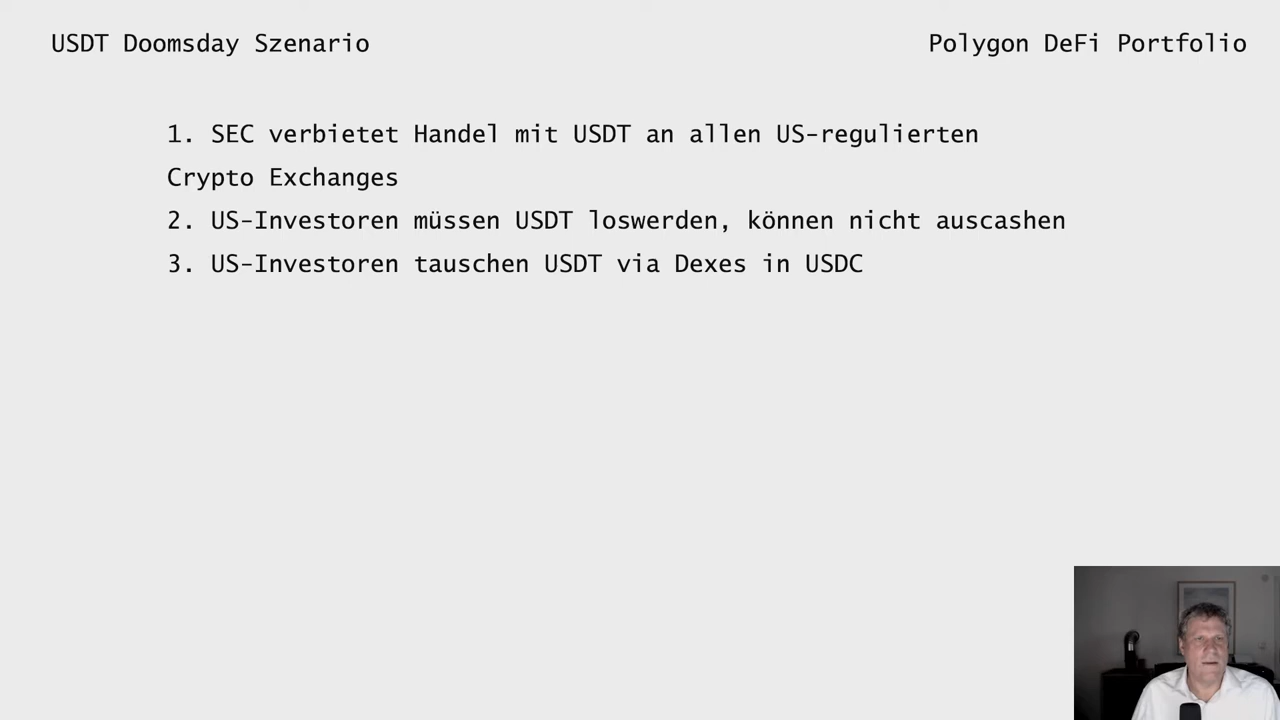 USDT Doomsday Szenario
Polygon DeFi Portfolio
1. SEC verbietet Handel mit USDT an allen US-regulierten
Crypto Exchanges
2. US-Investoren müssen USDT loswerden, können nicht auscashen
3. US-Investoren tauschen USDT via Dexes in USDC